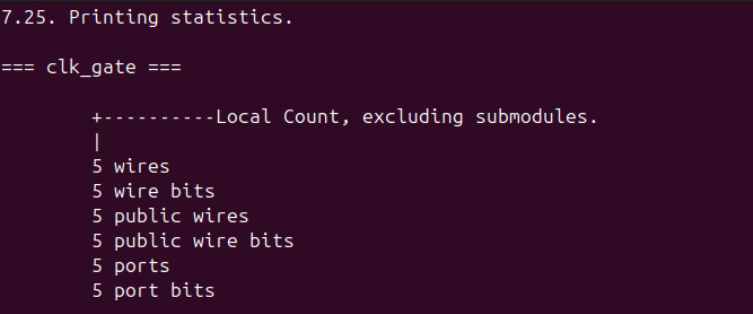 7.25. Printing statistics.
=== clk_gate ===
+----------Local Count, excluding submodules.
|
5 wires
5 wire bits
5 public wires
5 public wire bits
5 ports
5 port bits